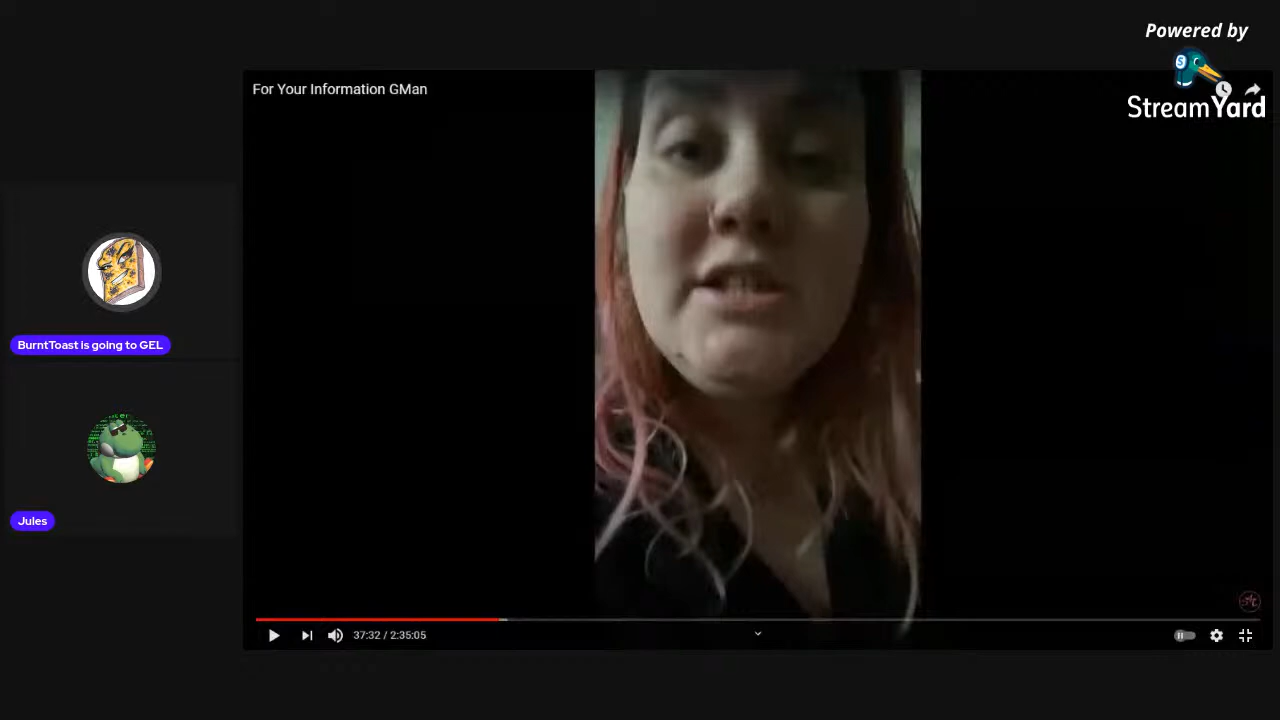 Powered by
StreamYard
For Your Information GMan
BurntToast is going to GEL
Jules
37:32 / 2:35:05